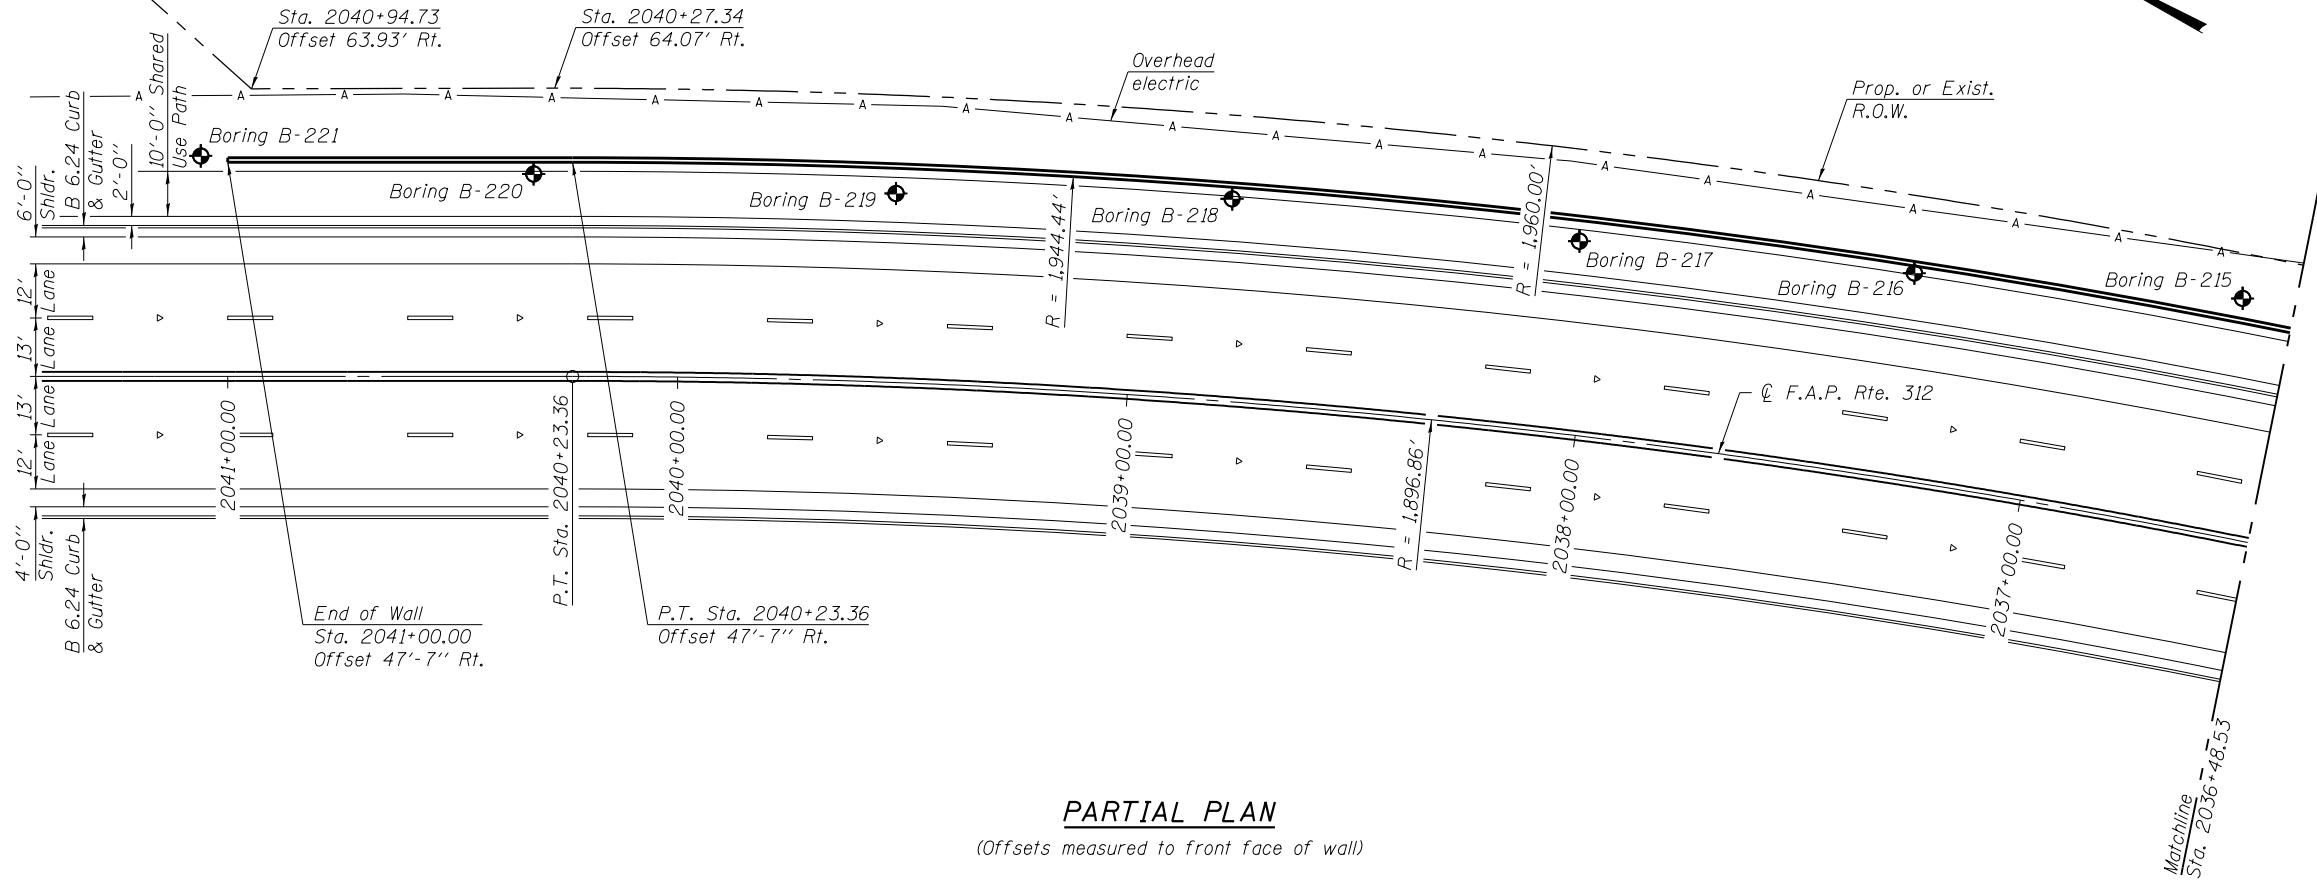 Sta. 2040+94.73
Offset 63.93' Rt.
Sta. 2040+27.34
Offset 64.07' Rt.
Overhead
electric
Prop. or Exist.
R.O.W.
6'-0"
Shldr.
B 6.24 Curb
& Gutter
2'-0"
10'-0" Shared
Use Path
Boring B-221
Boring B-220
Boring B-219
Boring B-218
Boring B-217
Boring B-216
Boring B-215
R = 1,944.44'
R = 1,960.00'
12'
Lane
13'
Lane
13'
Lane
12'
Lane
℄ F.A.P. Rte. 312
2041+00.00
P.T. Sta. 2040+23.36
2040+00.00
2039+00.00
R = 1,896.86'
2038+00.00
2037+00.00
4'-0"
Shldr.
B 6.24 Curb
& Gutter
End of Wall
Sta. 2041+00.00
Offset 47'-7" Rt.
P.T. Sta. 2040+23.36
Offset 47'-7" Rt.
Matchline
Sta. 2036+48.53
PARTIAL PLAN
(Offsets measured to front face of wall)
A A A A A A A A A A A A A A A A A A A A A